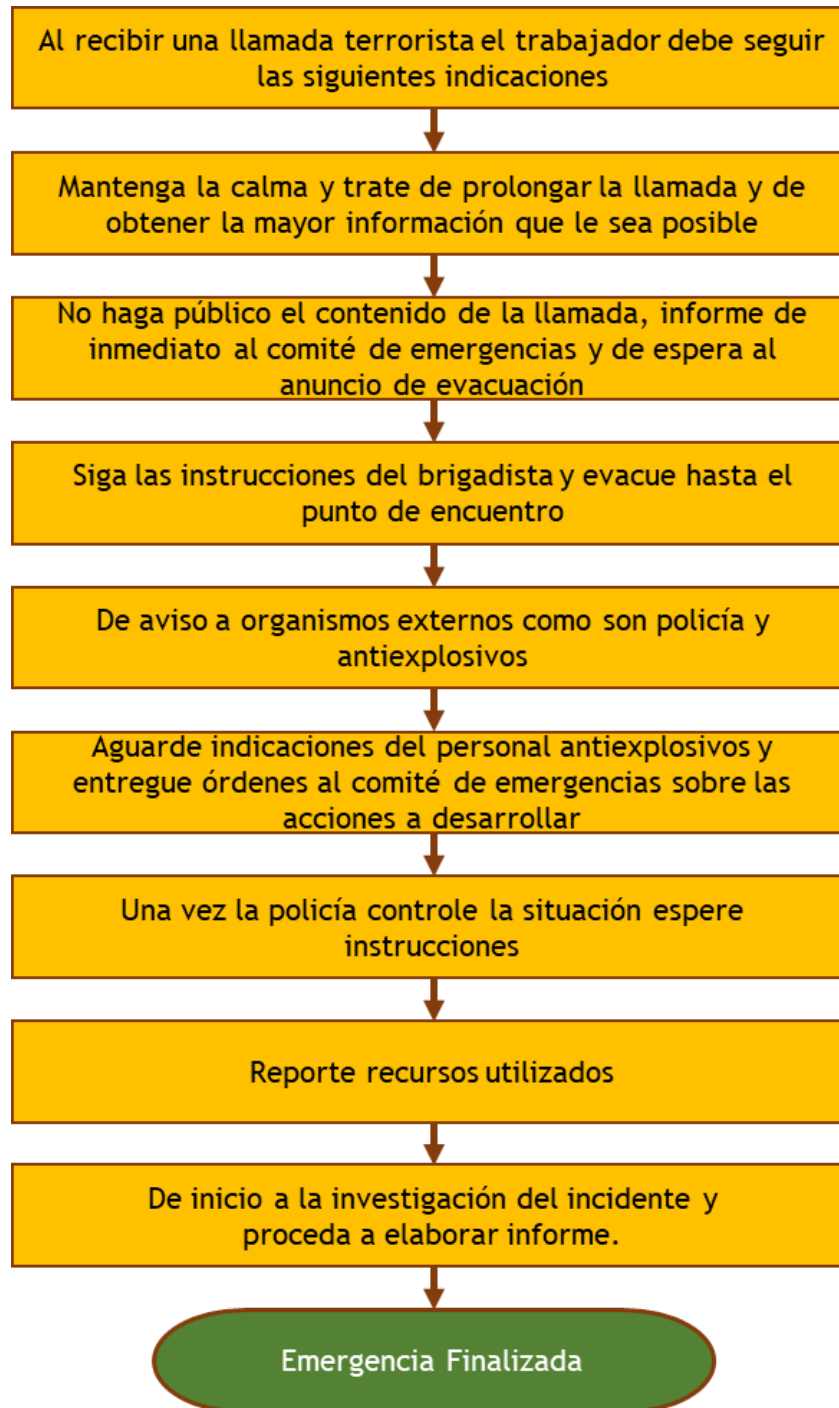 Al recibir una llamada terrorista el trabajador debe seguir
las siguientes indicaciones
Mantenga la calma y trate de prolongar la llamada y de
obtener la mayor información que le sea posible
No haga público el contenido de la llamada, informe de
inmediato al comité de emergencias y de espera al
anuncio de evacuación
Siga las instrucciones del brigadista y evacue hasta el
punto de encuentro
De aviso a organismos externos como son policía y
antiexplosivos
Aguarde indicaciones del personal antiexplosivos y
entregue órdenes al comité de emergencias sobre las
acciones a desarrollar
Una vez la policía controle la situación espere
instrucciones
Reporte recursos utilizados
De inicio a la investigación del incidente y
proceda a elaborar informe.
Emergencia Finalizada